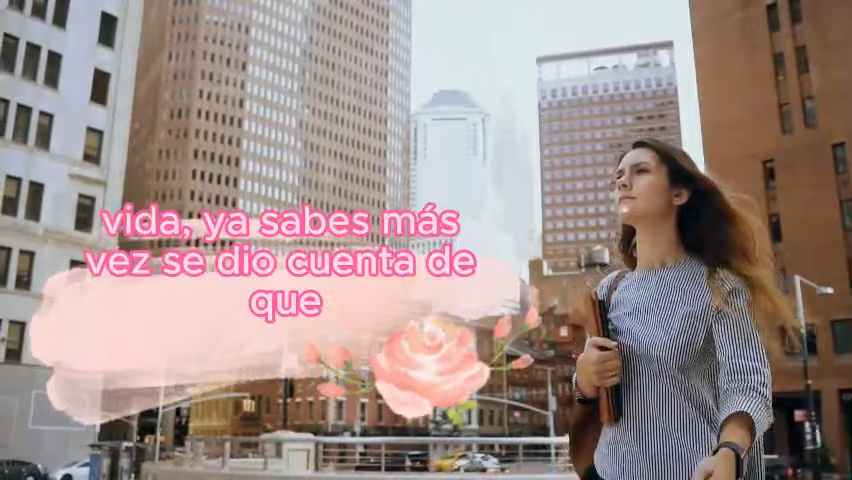 vida, ya sabes más
vez se dio cuenta de
que